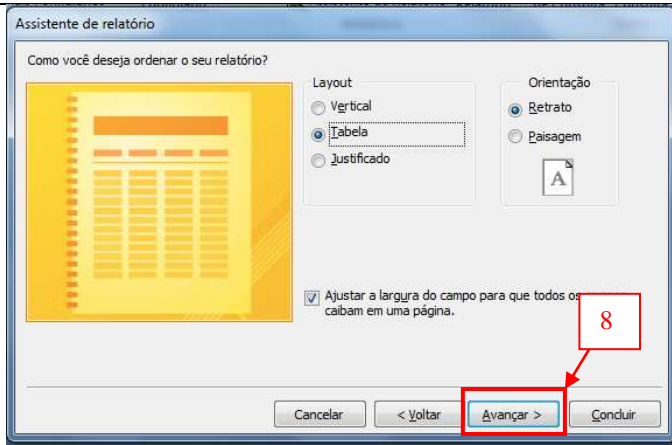 Assistente de relatório
Como você deseja ordenar o seu relatório?
Layout
Vertical
Tabela
Justificado
Orientação
Retrato
Paisagem
A
Ajustar a largura do campo para que todos os
caibam em uma página.
8
Cancelar
< Voltar
Avançar >
Concluir